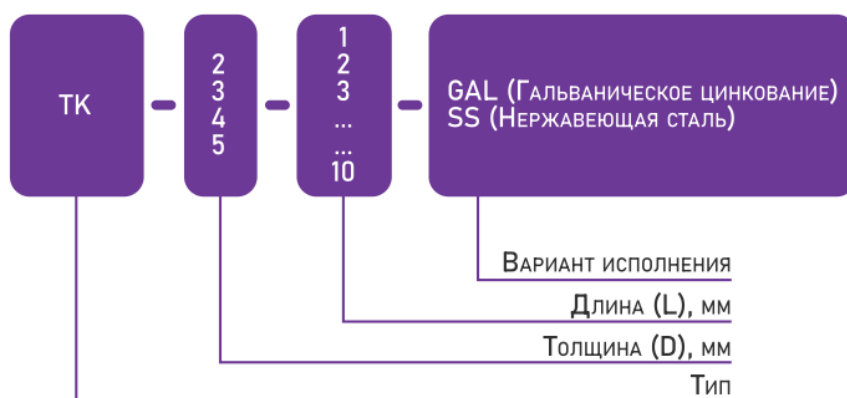 ТК
2
3
4
5
1
2
3
...
...
10
GAL (Гальваническое цинкование)
SS (Нержавеющая сталь)
Вариант исполнения
Длина (L), мм
Толщина (D), мм
Тип